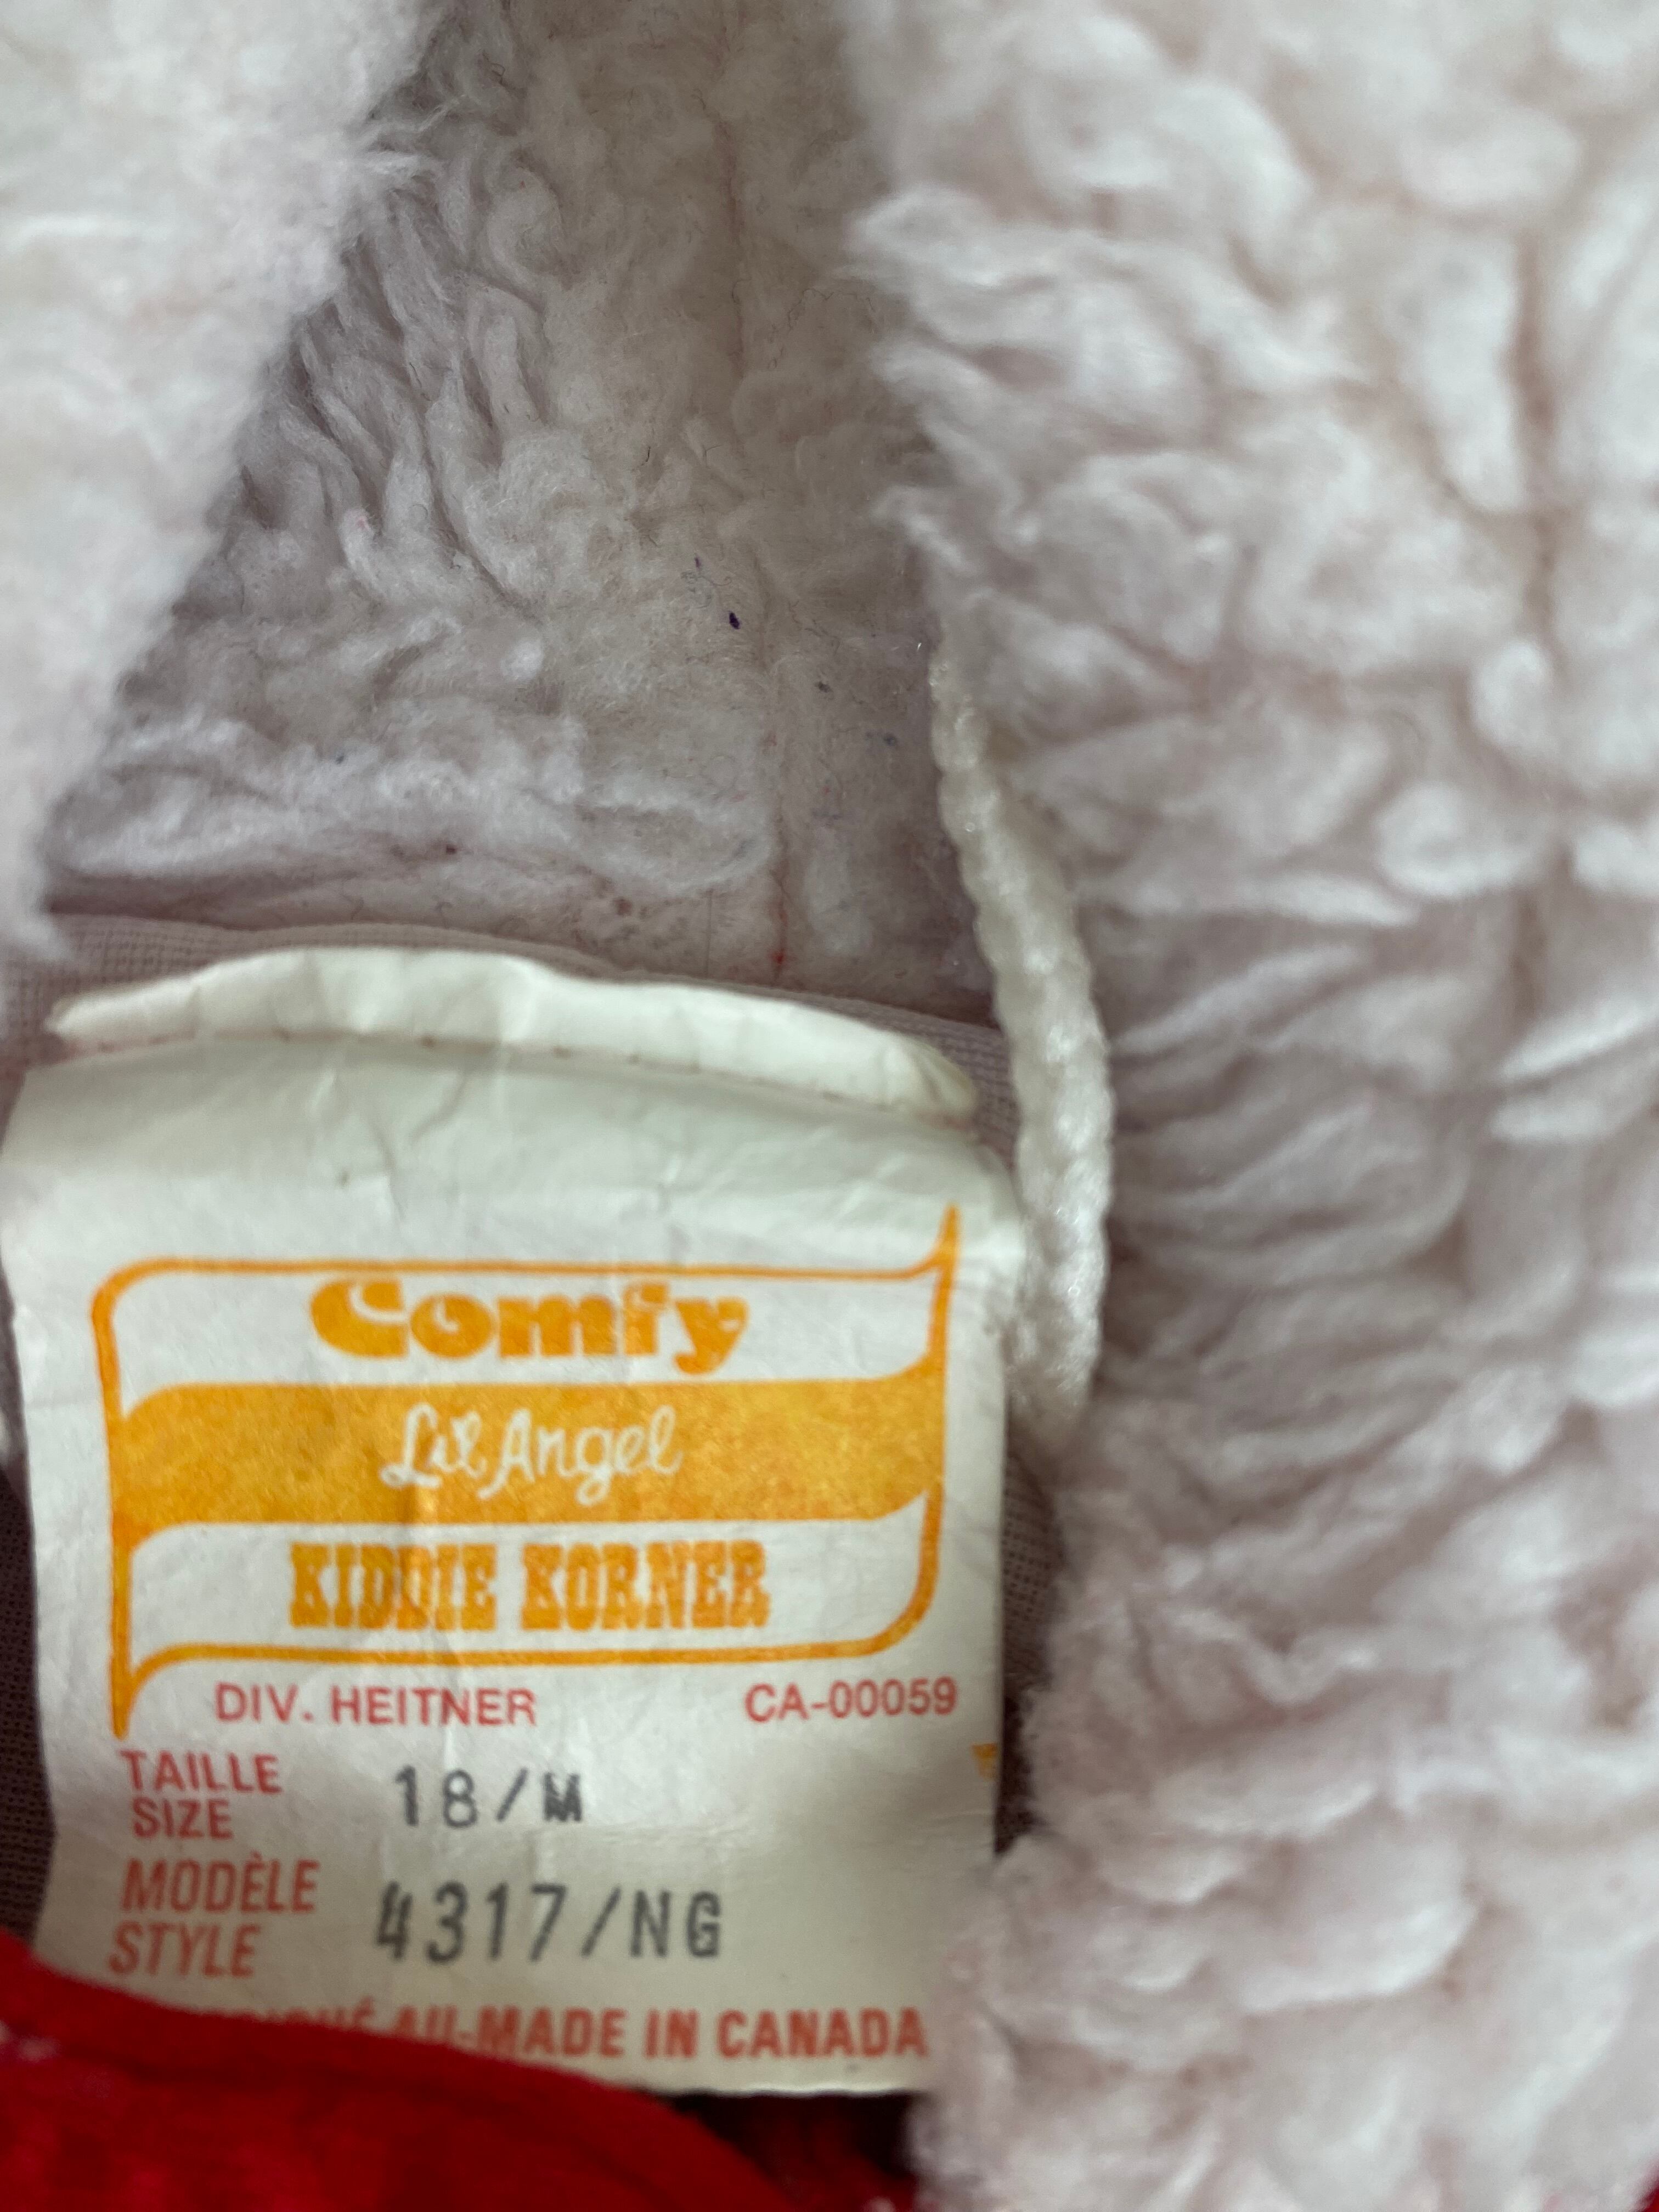 Comfy
Lil Angel
KIDDIE KORNER
DIV. HEITNER CA-00059
TAILLE
SIZE 18/M
MODÈLE
STYLE 4317/NG
AU-MADE IN CANADA